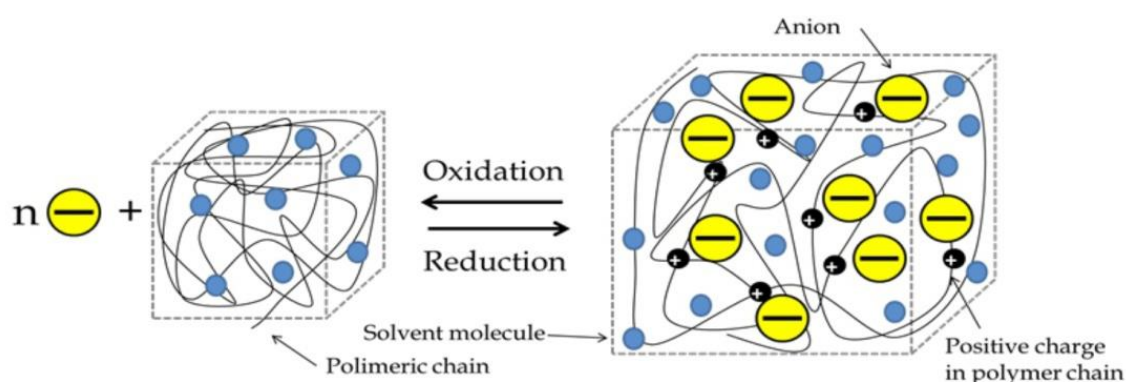 Anion
n
+
Oxidation
Reduction
Solvent molecule
Polimeric chain
Positive charge
in polymer chain